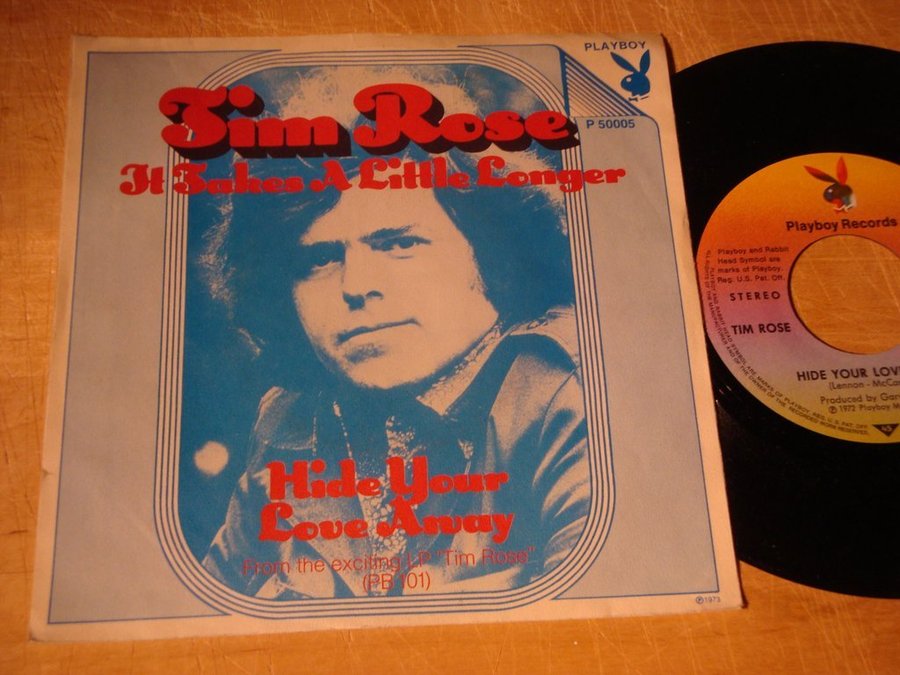 PLAYBOY
P 50005
Tim Rose
It Takes A Little Longer
Hide Your
Love Away
From the exciting LP "Tim Rose"
(PB 101)
℗1973
Playboy Records
Playboy and Rabbit
Head Symbol are
marks of Playboy.
Reg. U.S. Pat. Off.
STEREO
TIM ROSE
HIDE YOUR LOV
(Lennon - McCar
Produced by Gar
℗ 1972 Playboy M